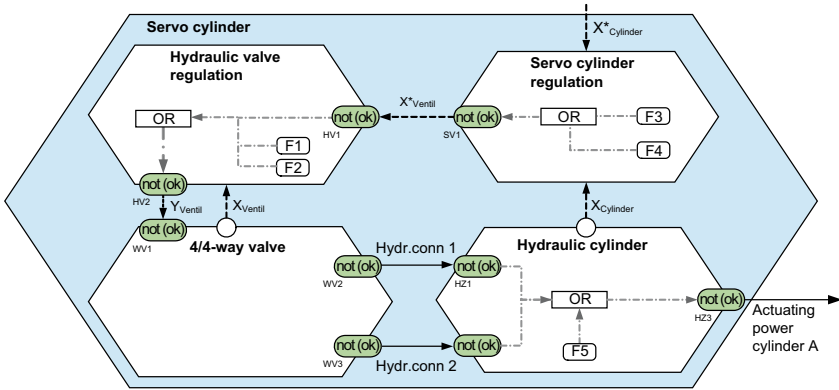 Servo cylinder
X*Cylinder
Hydraulic valve
regulation
Servo cylinder
regulation
OR
not (ok)
HV1
X*Ventil
not (ok)
SV1
OR
F3
F4
F1
F2
not (ok)
HV2
YVentil
XVentil
XCylinder
not (ok)
WV1
4/4-way valve
Hydraulic cylinder
not (ok)
WV2
Hydr.conn 1
not (ok)
HZ1
OR
not (ok)
HZ3
F5
not (ok)
WV3
Hydr.conn 2
not (ok)
Actuating
power
cylinder A